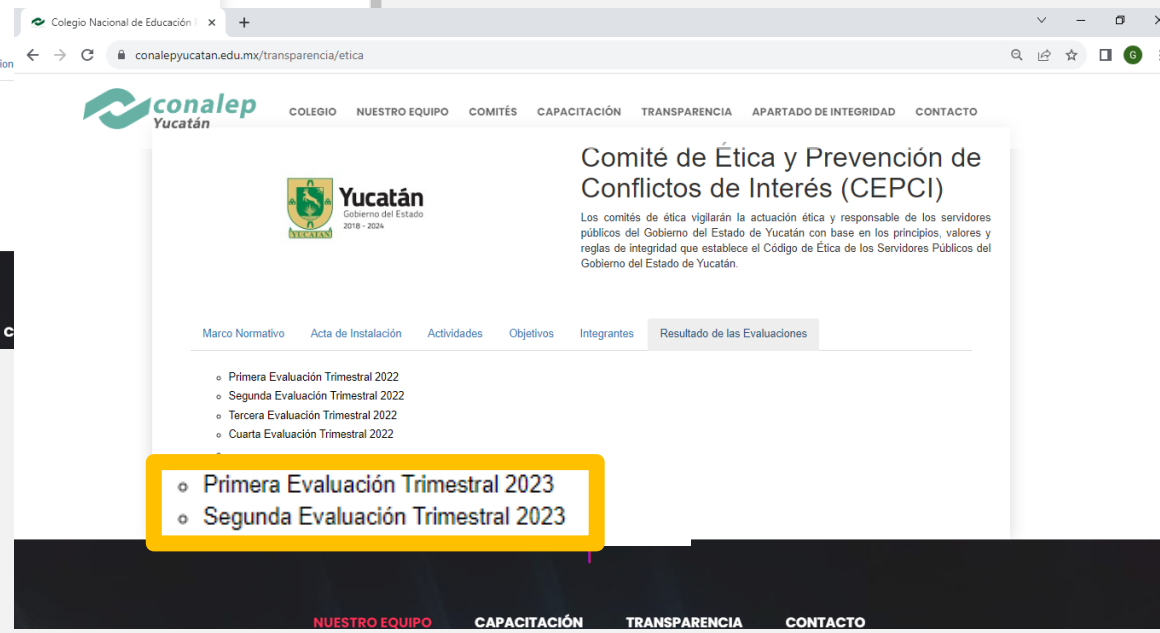 Colegio Nacional de Educación
conalepyucatan.edu.mx/transparencia/etica
G
conalep
Yucatán
COLEGIO NUESTRO EQUIPO COMITÉS CAPACITACIÓN TRANSPARENCIA APARTADO DE INTEGRIDAD CONTACTO
YUCATAN
Yucatán
Gobierno del Estado
2018 - 2024
Comité de Ética y Prevención de
Conflictos de Interés (CEPCI)
Los comités de ética vigilarán la actuación ética y responsable de los servidores
públicos del Gobierno del Estado de Yucatán con base en los principios, valores y
reglas de integridad que establece el Código de Ética de los Servidores Públicos del
Gobierno del Estado de Yucatán.
Marco Normativo Acta de Instalación Actividades Objetivos Integrantes Resultado de las Evaluaciones
Primera Evaluación Trimestral 2022
Segunda Evaluación Trimestral 2022
Tercera Evaluación Trimestral 2022
Cuarta Evaluación Trimestral 2022
Primera Evaluación Trimestral 2023
Segunda Evaluación Trimestral 2023
NUESTRO EQUIPO CAPACITACIÓN TRANSPARENCIA CONTACTO